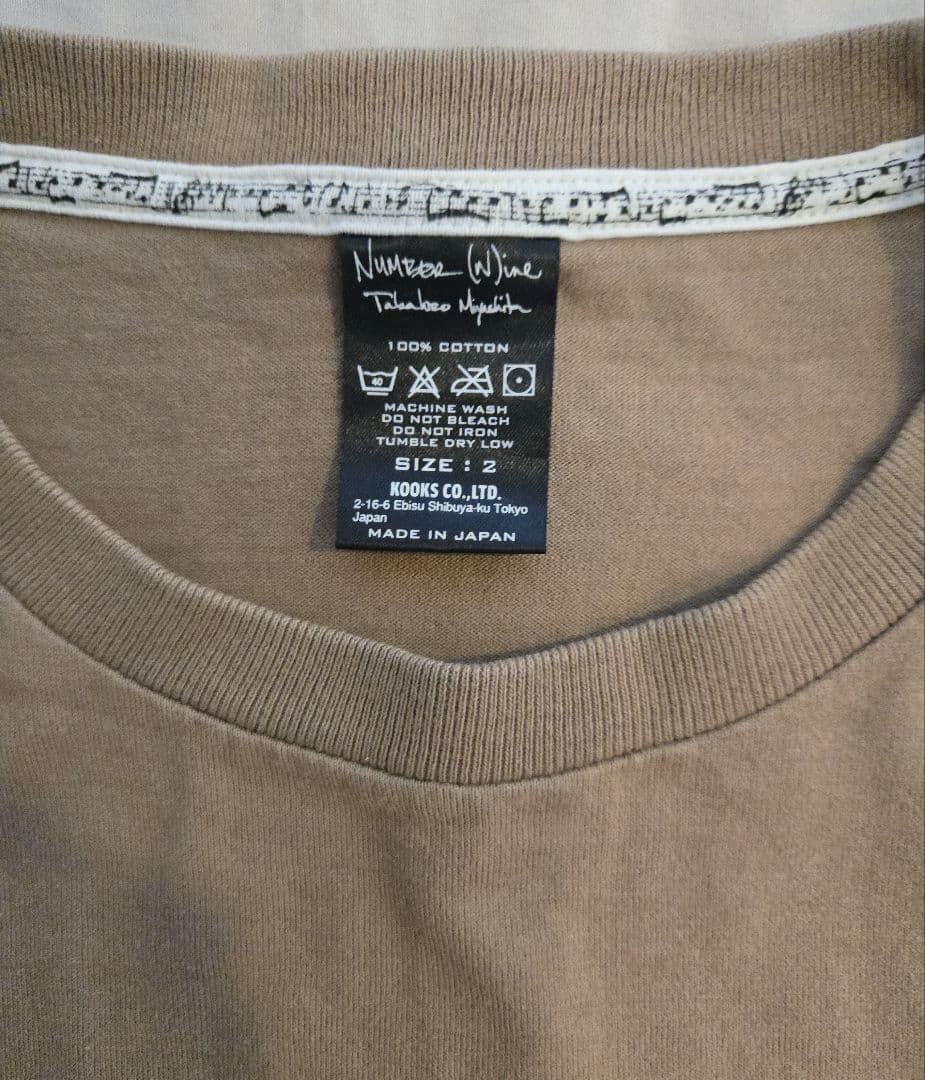 NUMBER (N)ine
Takahiro Miyashita
100% COTTON
40
MACHINE WASH
DO NOT BLEACH
DO NOT IRON
TUMBLE DRY LOW
SIZE : 2
KOOKS CO.,LTD.
2-16-6 Ebisu Shibuya-ku Tokyo
Japan
MADE IN JAPAN